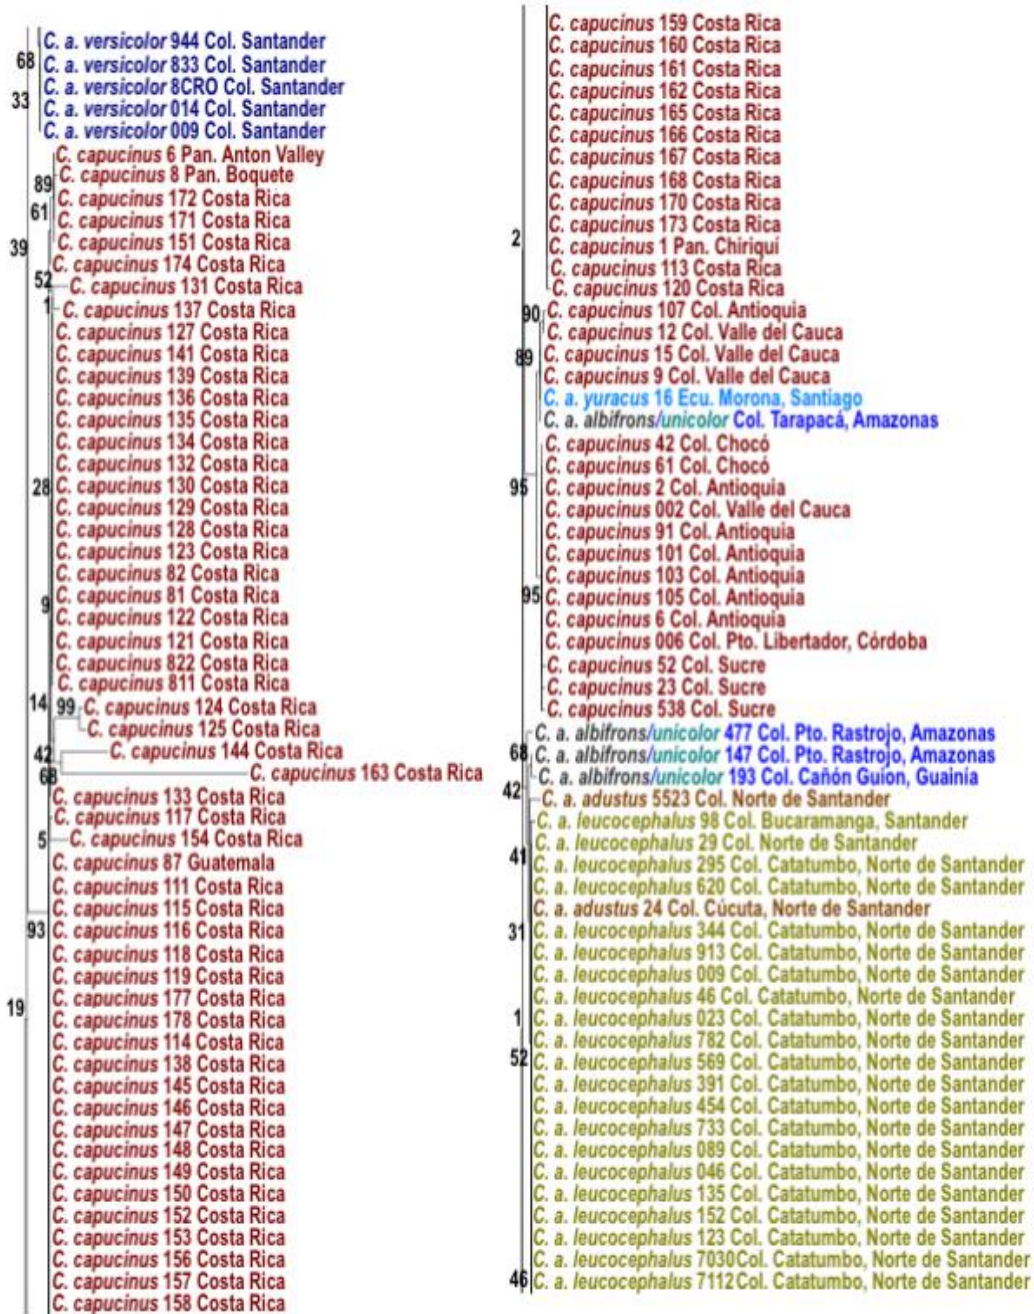 C. a. versicolor 944 Col. Santander
68
C. a. versicolor 833 Col. Santander
C. a. versicolor 8CRO Col. Santander
33
C. a. versicolor 014 Col. Santander
C. a. versicolor 009 Col. Santander
C. capucinus 6 Pan. Anton Valley
C. capucinus 8 Pan. Boquete
89
C. capucinus 172 Costa Rica
61
C. capucinus 171 Costa Rica
C. capucinus 151 Costa Rica
39
C. capucinus 174 Costa Rica
52
C. capucinus 131 Costa Rica
1
C. capucinus 137 Costa Rica
C. capucinus 127 Costa Rica
C. capucinus 141 Costa Rica
C. capucinus 139 Costa Rica
C. capucinus 136 Costa Rica
C. capucinus 135 Costa Rica
C. capucinus 134 Costa Rica
C. capucinus 132 Costa Rica
28
C. capucinus 130 Costa Rica
C. capucinus 129 Costa Rica
C. capucinus 128 Costa Rica
C. capucinus 123 Costa Rica
C. capucinus 82 Costa Rica
C. capucinus 81 Costa Rica
9
C. capucinus 122 Costa Rica
C. capucinus 121 Costa Rica
C. capucinus 822 Costa Rica
C. capucinus 811 Costa Rica
14
99
C. capucinus 124 Costa Rica
C. capucinus 125 Costa Rica
42
C. capucinus 144 Costa Rica
68
C. capucinus 163 Costa Rica
C. capucinus 133 Costa Rica
C. capucinus 117 Costa Rica
5
C. capucinus 154 Costa Rica
C. capucinus 87 Guatemala
C. capucinus 111 Costa Rica
C. capucinus 115 Costa Rica
93
C. capucinus 116 Costa Rica
C. capucinus 118 Costa Rica
C. capucinus 119 Costa Rica
19
C. capucinus 177 Costa Rica
C. capucinus 178 Costa Rica
C. capucinus 114 Costa Rica
C. capucinus 138 Costa Rica
C. capucinus 145 Costa Rica
C. capucinus 146 Costa Rica
C. capucinus 147 Costa Rica
C. capucinus 148 Costa Rica
C. capucinus 149 Costa Rica
C. capucinus 150 Costa Rica
C. capucinus 152 Costa Rica
C. capucinus 153 Costa Rica
C. capucinus 156 Costa Rica
C. capucinus 157 Costa Rica
C. capucinus 158 Costa Rica
C. capucinus 159 Costa Rica
C. capucinus 160 Costa Rica
C. capucinus 161 Costa Rica
C. capucinus 162 Costa Rica
C. capucinus 165 Costa Rica
C. capucinus 166 Costa Rica
C. capucinus 167 Costa Rica
C. capucinus 168 Costa Rica
C. capucinus 170 Costa Rica
C. capucinus 173 Costa Rica
2
C. capucinus 1 Pan. Chiriquí
C. capucinus 113 Costa Rica
C. capucinus 120 Costa Rica
90
C. capucinus 107 Col. Antioquia
C. capucinus 12 Col. Valle del Cauca
89
C. capucinus 15 Col. Valle del Cauca
C. capucinus 9 Col. Valle del Cauca
C. a. yuracus 16 Ecu. Morona, Santiago
C. a. albifrons/unicolor Col. Tarapacá, Amazonas
C. capucinus 42 Col. Chocó
C. capucinus 61 Col. Chocó
95
C. capucinus 2 Col. Antioquia
C. capucinus 002 Col. Valle del Cauca
C. capucinus 91 Col. Antioquia
C. capucinus 101 Col. Antioquia
C. capucinus 103 Col. Antioquia
95
C. capucinus 105 Col. Antioquia
C. capucinus 6 Col. Antioquia
C. capucinus 006 Col. Pto. Libertador, Córdoba
C. capucinus 52 Col. Sucre
C. capucinus 23 Col. Sucre
C. capucinus 538 Col. Sucre
C. a. albifrons/unicolor 477 Col. Pto. Rastrojo, Amazonas
68
C. a. albifrons/unicolor 147 Col. Pto. Rastrojo, Amazonas
C. a. albifrons/unicolor 193 Col. Cañón Guion, Guainía
42
C. a. adustus 5523 Col. Norte de Santander
C. a. leucocephalus 98 Col. Bucaramanga, Santander
C. a. leucocephalus 29 Col. Norte de Santander
41
C. a. leucocephalus 295 Col. Catatumbo, Norte de Santander
C. a. leucocephalus 620 Col. Catatumbo, Norte de Santander
C. a. adustus 24 Col. Cúcuta, Norte de Santander
31
C. a. leucocephalus 344 Col. Catatumbo, Norte de Santander
C. a. leucocephalus 913 Col. Catatumbo, Norte de Santander
C. a. leucocephalus 009 Col. Catatumbo, Norte de Santander
C. a. leucocephalus 46 Col. Catatumbo, Norte de Santander
1
C. a. leucocephalus 023 Col. Catatumbo, Norte de Santander
C. a. leucocephalus 782 Col. Catatumbo, Norte de Santander
52
C. a. leucocephalus 569 Col. Catatumbo, Norte de Santander
C. a. leucocephalus 391 Col. Catatumbo, Norte de Santander
C. a. leucocephalus 454 Col. Catatumbo, Norte de Santander
C. a. leucocephalus 733 Col. Catatumbo, Norte de Santander
C. a. leucocephalus 089 Col. Catatumbo, Norte de Santander
C. a. leucocephalus 046 Col. Catatumbo, Norte de Santander
C. a. leucocephalus 135 Col. Catatumbo, Norte de Santander
C. a. leucocephalus 152 Col. Catatumbo, Norte de Santander
C. a. leucocephalus 123 Col. Catatumbo, Norte de Santander
C. a. leucocephalus 7030Col. Catatumbo, Norte de Santander
46
C. a. leucocephalus 7112Col. Catatumbo, Norte de Santander